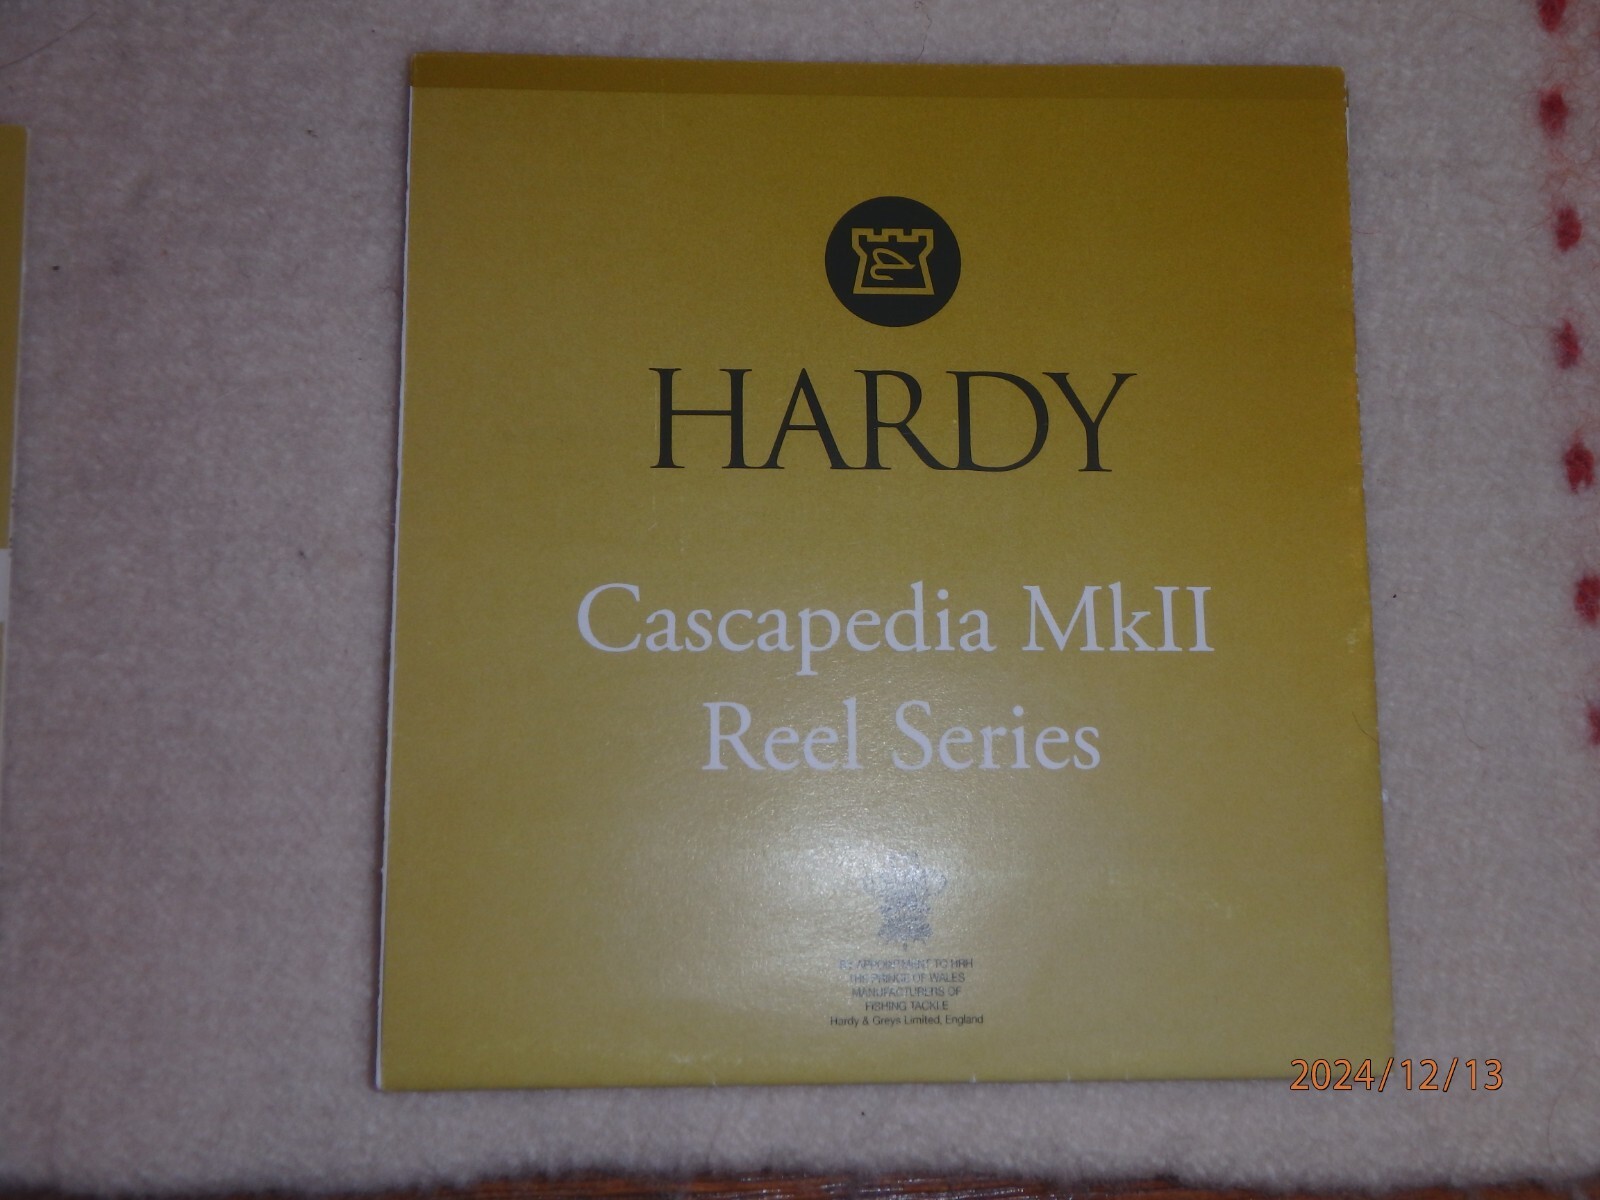 HARDY
Cascapedia MkII
Reel Series
BY APPOINTMENT TO HRH
THE PRINCE OF WALES
MANUFACTURERS OF
FISHING TACKLE
Hardy & Greys Limited, England
2024/12/13